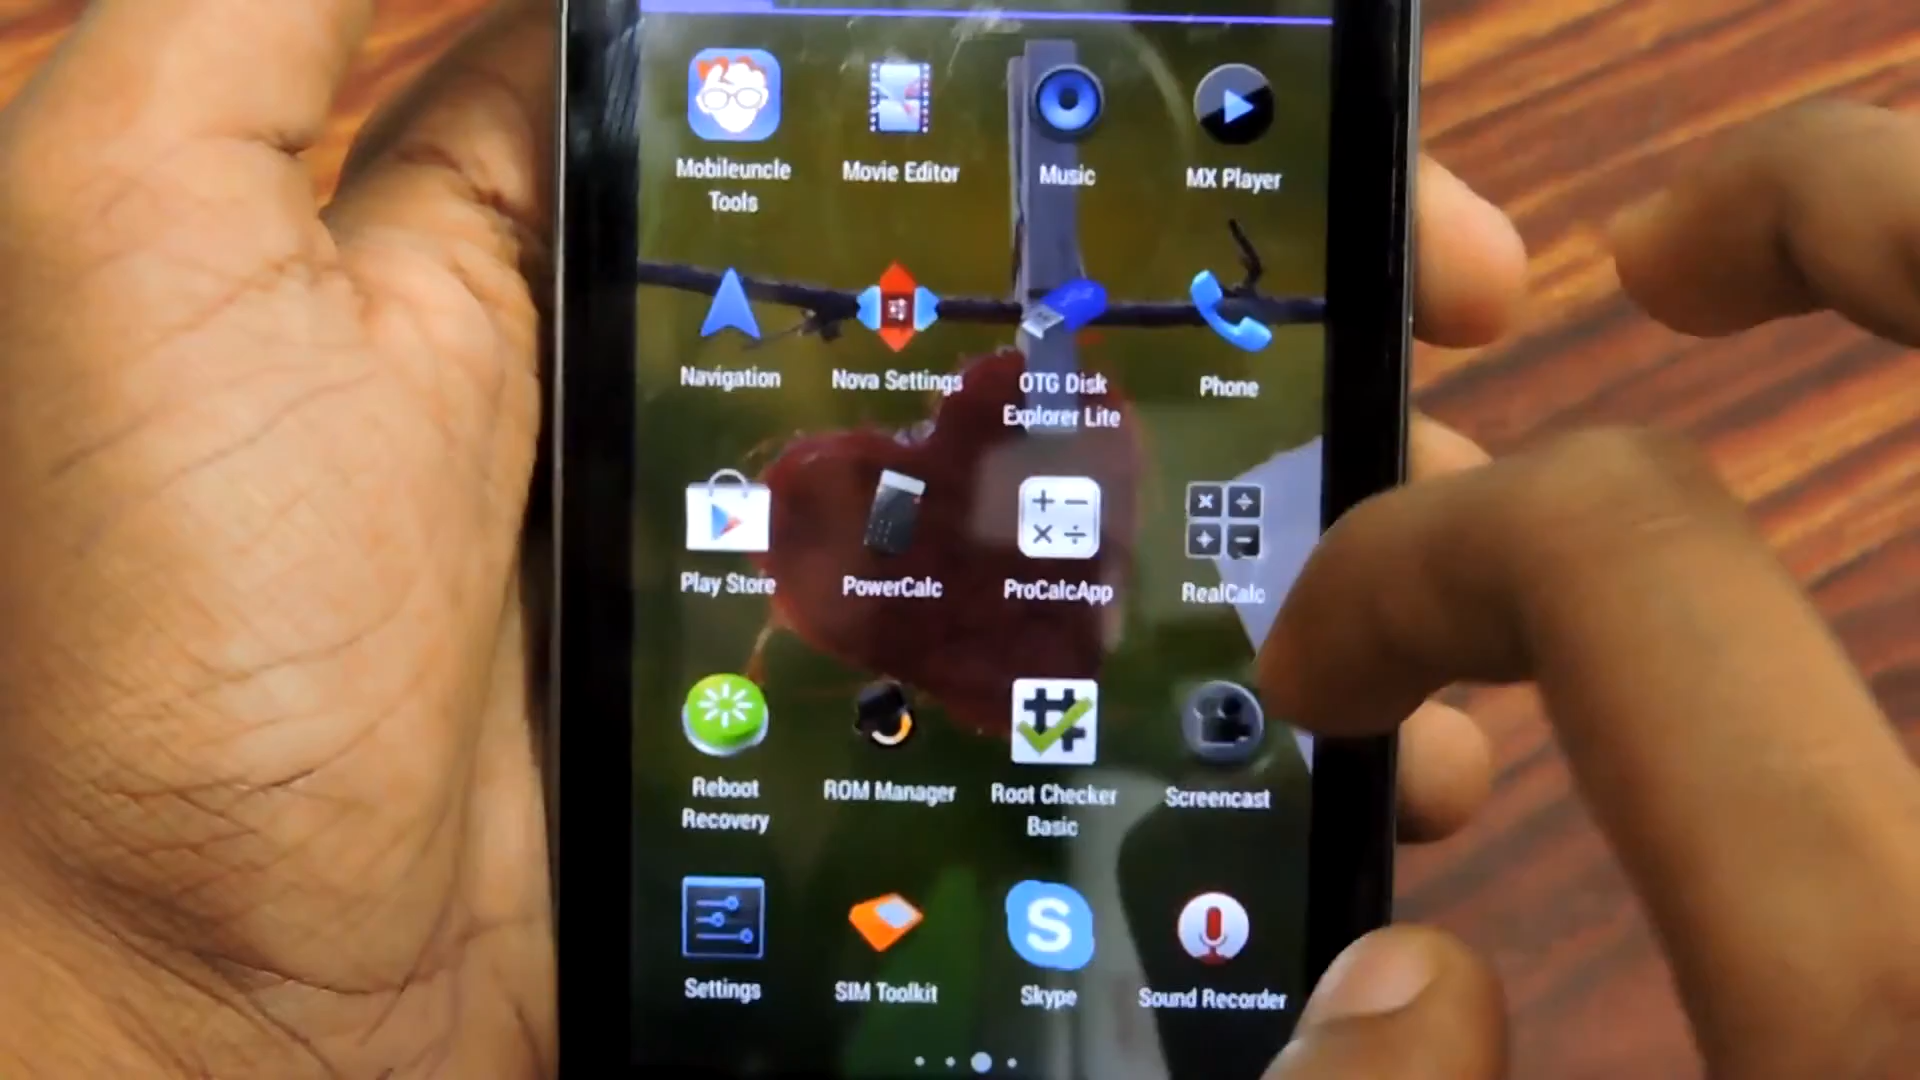 Mobileuncle
Tools
Movie Editor
Music
MX Player
Navigation
Nova Settings
OTG Disk
Explorer Lite
Phone
Play Store
PowerCalc
ProCalcApp
RealCalc
Reboot
Recovery
ROM Manager
Root Checker
Basic
Screencast
Settings
SIM Toolkit
S
Skype
Sound Recorder